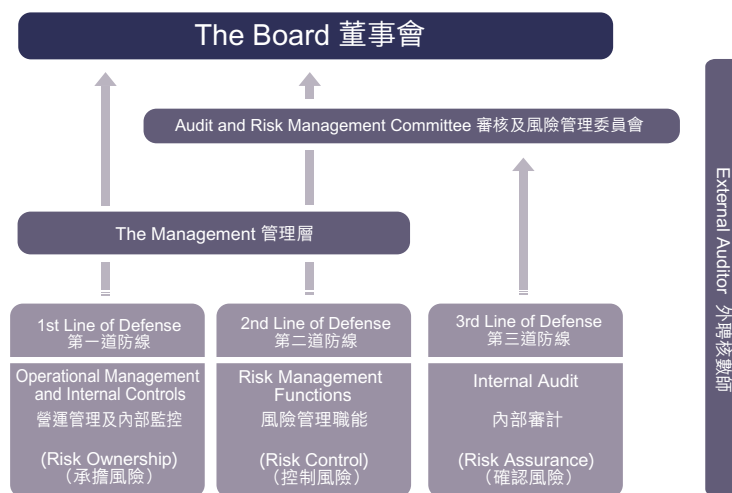 The Board 董事會
Audit and Risk Management Committee 審核及風險管理委員會
The Management 管理層
1st Line of Defense
第一道防線
Operational Management
and Internal Controls
營運管理及內部監控
(Risk Ownership)
（承擔風險）
2nd Line of Defense
第二道防線
Risk Management
Functions
風險管理職能
(Risk Control)
（控制風險）
3rd Line of Defense
第三道防線
Internal Audit
內部審計
(Risk Assurance)
（確認風險）
External Auditor 外聘核數師